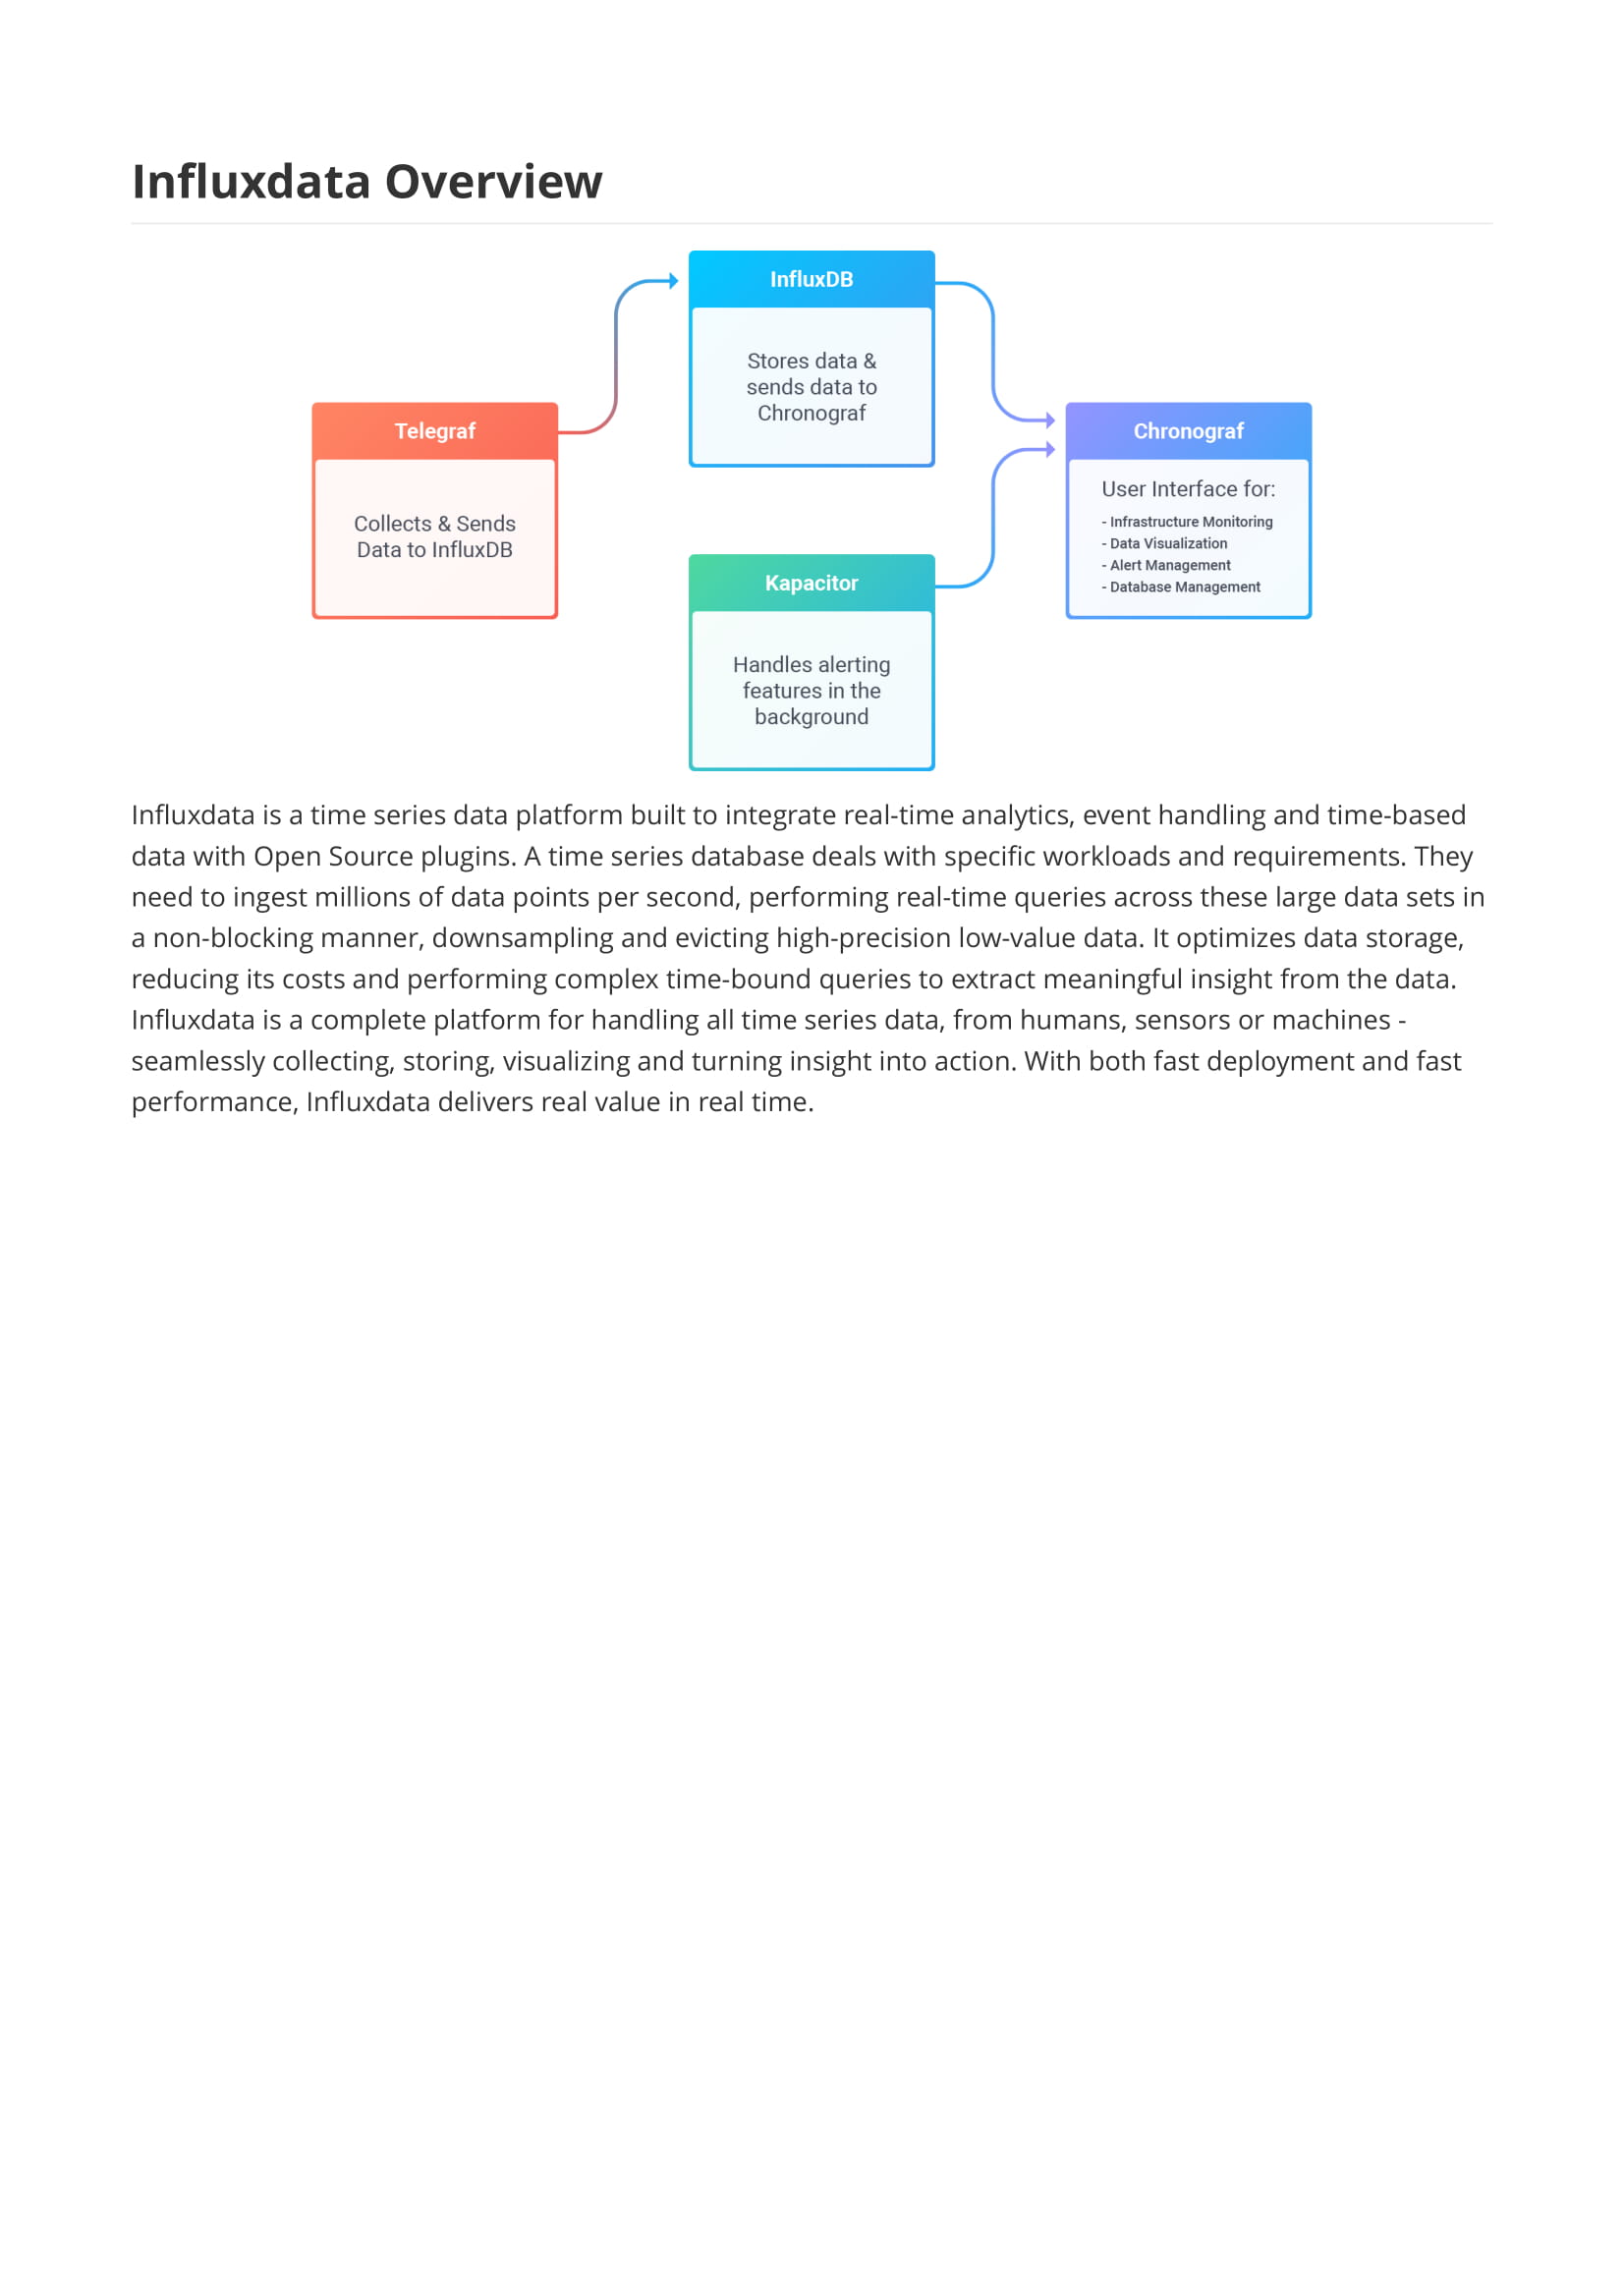 Influxdata Overview
InfluxDB
Stores data &
sends data to
Chronograf
Telegraf
Collects & Sends
Data to InfluxDB
Chronograf
User Interface for:
- Infrastructure Monitoring
- Data Visualization
- Alert Management
- Database Management
Kapacitor
Handles alerting
features in the
background
Influxdata is a time series data platform built to integrate real-time analytics, event handling and time-based
data with Open Source plugins. A time series database deals with specific workloads and requirements. They
need to ingest millions of data points per second, performing real-time queries across these large data sets in
a non-blocking manner, downsampling and evicting high-precision low-value data. It optimizes data storage,
reducing its costs and performing complex time-bound queries to extract meaningful insight from the data.
Influxdata is a complete platform for handling all time series data, from humans, sensors or machines -
seamlessly collecting, storing, visualizing and turning insight into action. With both fast deployment and fast
performance, Influxdata delivers real value in real time.